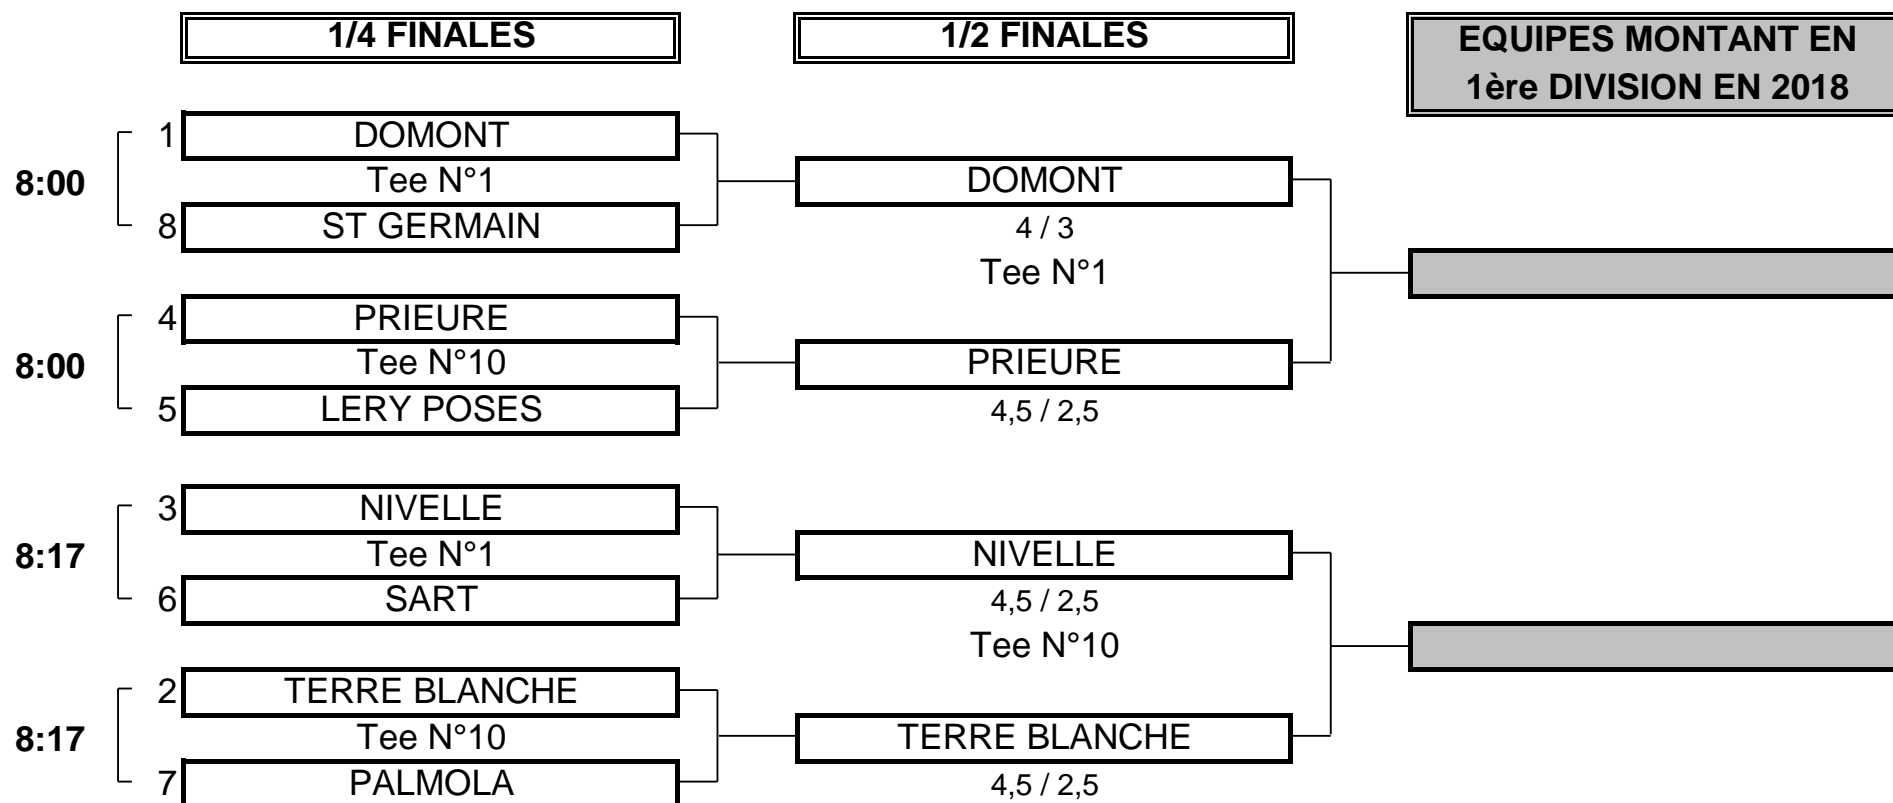 1/4 FINALES
1/2 FINALES
EQUIPES MONTANT EN
1ère DIVISION EN 2018
1 DOMONT
8:00 Tee N°1
8 ST GERMAIN
DOMONT
4 / 3
Tee N°1
4 PRIEURE
8:00 Tee N°10
5 LERY POSES
PRIEURE
4,5 / 2,5
3 NIVELLE
8:17 Tee N°1
6 SART
NIVELLE
4,5 / 2,5
Tee N°10
2 TERRE BLANCHE
8:17 Tee N°10
7 PALMOLA
TERRE BLANCHE
4,5 / 2,5